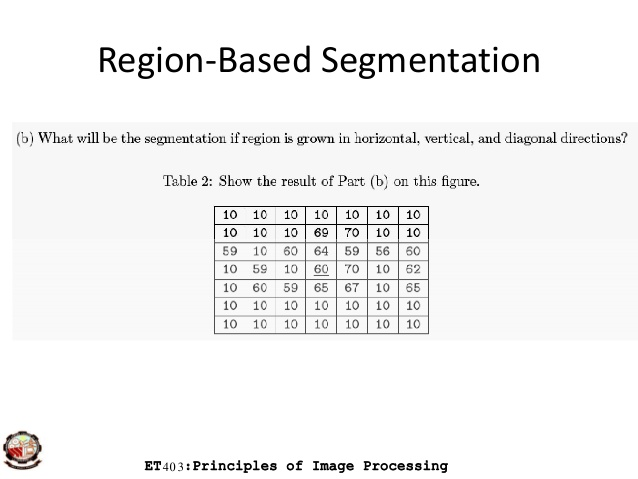 Region-Based Segmentation
(b) What will be the segmentation if region is grown in horizontal, vertical, and diagonal directions?
Table 2: Show the result of Part (b) on this figure.
10 10 10 10 10 10 10
10 10 10 69 70 10 10
59 10 60 64 59 56 60
10 59 10 60 70 10 62
10 60 59 65 67 10 65
10 10 10 10 10 10 10
10 10 10 10 10 10 10
ET403:Principles of Image Processing